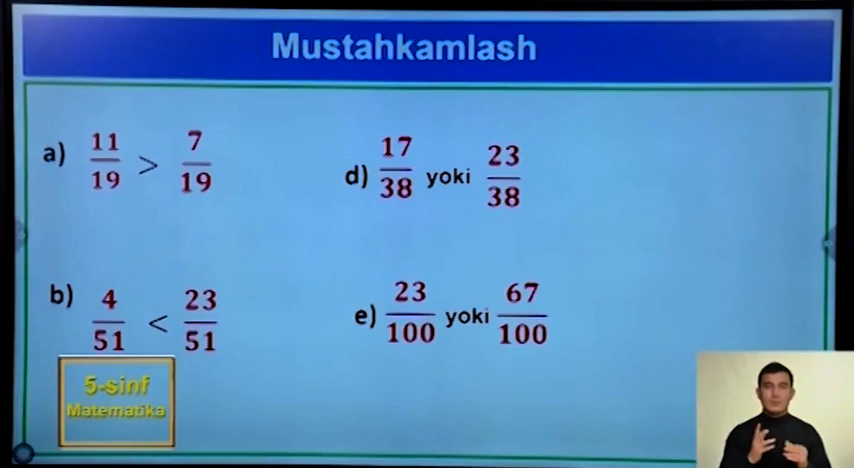 Mustahkamlash
a) 11/19 > 7/19
d) 17/38 yoki 23/38
b) 4/51 < 23/51
e) 23/100 yoki 67/100
5-sinf
Matematika